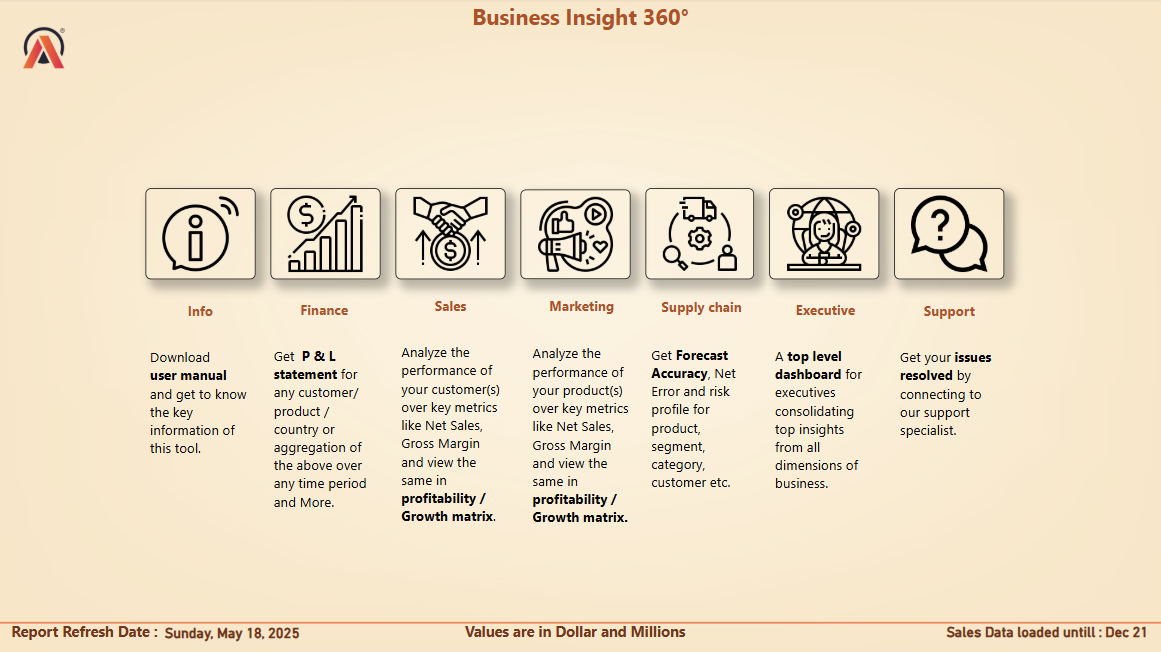 Business Insight 360°
®
Info
Finance
Sales
Marketing
Supply chain
Executive
Support
Download
user manual
and get to know
the key
information of
this tool.
Get P & L
statement for
any customer/
product /
country or
aggregation of
the above over
any time period
and More.
Analyze the
performance of
your customer(s)
over key metrics
like Net Sales,
Gross Margin
and view the
same in
profitability /
Growth matrix.
Analyze the
performance of
your product(s)
over key metrics
like Net Sales,
Gross Margin
and view the
same in
profitability /
Growth matrix.
Get Forecast
Accuracy, Net
Error and risk
profile for
product,
segment,
category,
customer etc.
A top level
dashboard for
executives
consolidating
top insights
from all
dimensions of
business.
Get your issues
resolved by
connecting to
our support
specialist.
Report Refresh Date : Sunday, May 18, 2025
Values are in Dollar and Millions
Sales Data loaded untill : Dec 21